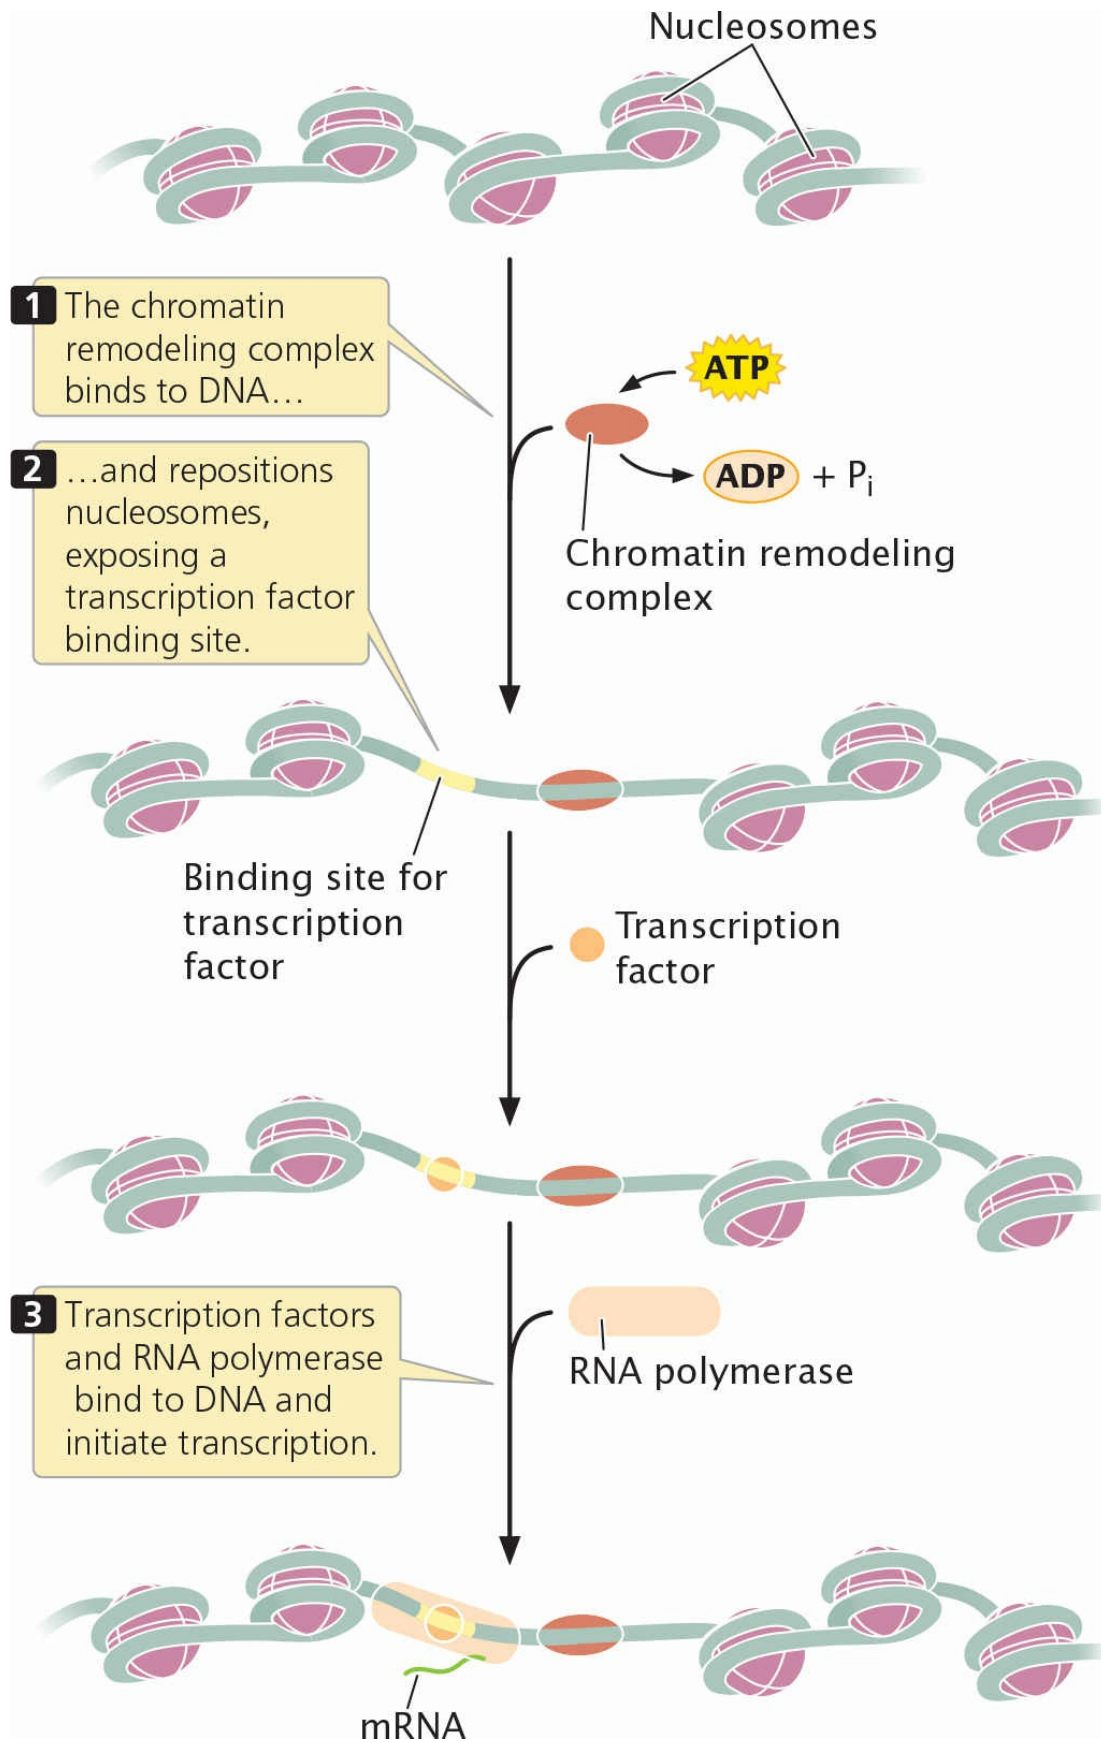 Nucleosomes
1 The chromatin
remodeling complex
binds to DNA...
ATP
ADP + Pi
Chromatin remodeling
complex
2 ...and repositions
nucleosomes,
exposing a
transcription factor
binding site.
Binding site for
transcription
factor
Transcription
factor
3 Transcription factors
and RNA polymerase
bind to DNA and
initiate transcription.
RNA polymerase
mRNA